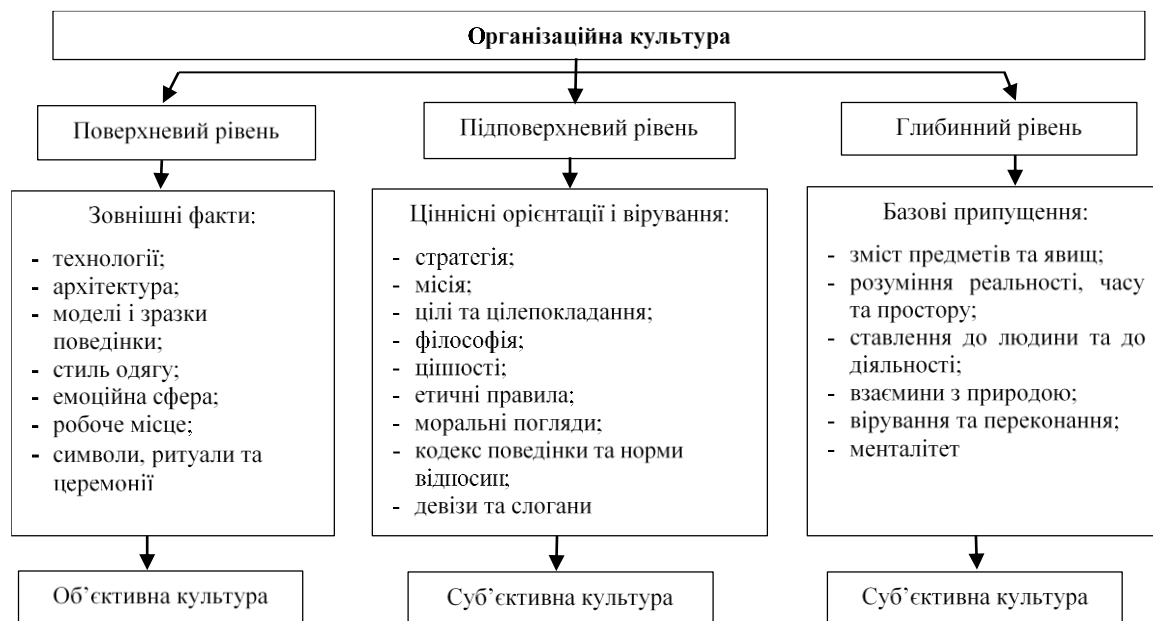 Організаційна культура
Поверхневий рівень
Підповерхневий рівень
Глибинний рівень
Зовнішні факти:
- технології;
- архітектура;
- моделі і зразки
поведінки;
- стиль одягу;
- емоційна сфера;
- робоче місце;
- символи, ритуали та
церемонії
Ціннісні орієнтації і вірування:
- стратегія;
- місія;
- цілі та цілепокладання;
- філософія;
- цінності;
- етичні правила;
- моральні погляди;
- кодекс поведінки та норми
відносин;
- девізи та слогани
Базові припущення:
- зміст предметів та явищ;
- розуміння реальності, часу
та простору;
- ставлення до людини та до
діяльності;
- взаємини з природою;
- вірування та переконання;
- менталітет
Об’єктивна культура
Суб’єктивна культура
Суб’єктивна культура